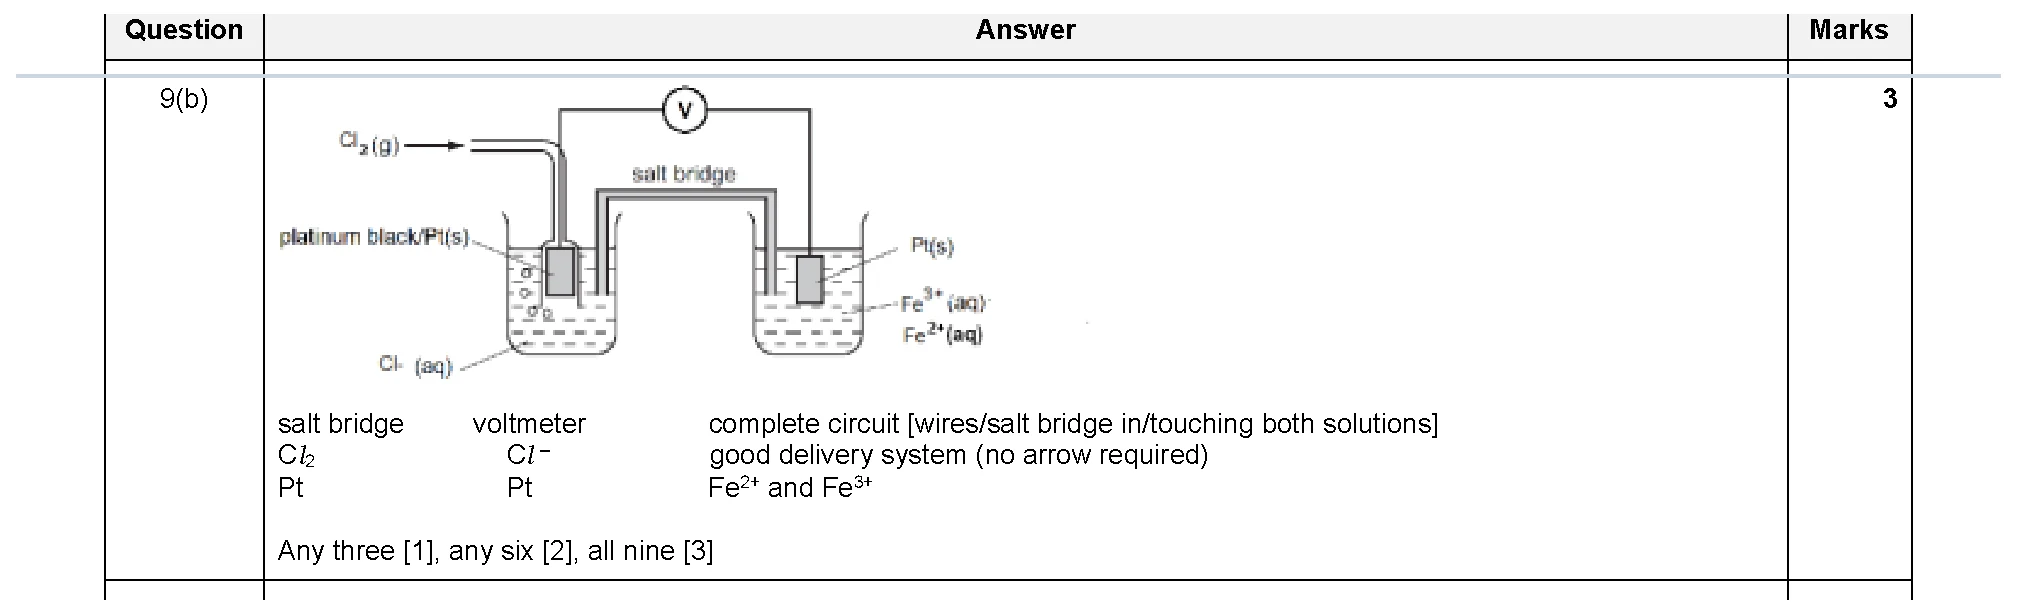 Question Answer Marks
9(b) 3
V
Cl₂(g)
salt bridge
platinum black/Pt(s)
Pt(s)
Fe³⁺ (aq)
Fe²⁺(aq)
Cl- (aq)
salt bridge voltmeter complete circuit [wires/salt bridge in/touching both solutions]
Cl₂ Cl⁻ good delivery system (no arrow required)
Pt Pt Fe²⁺ and Fe³⁺
Any three [1], any six [2], all nine [3]